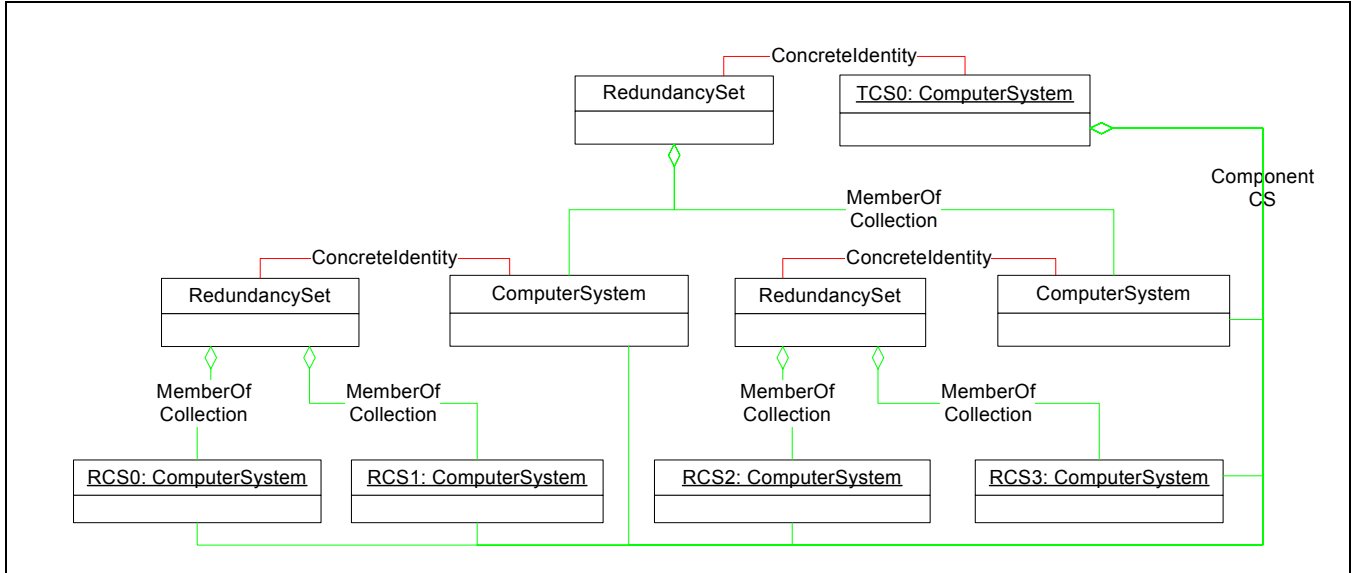 ConcreteIdentity
RedundancySet
TCS0: ComputerSystem
Component
CS
MemberOf
Collection
ConcreteIdentity
ConcreteIdentity
RedundancySet
ComputerSystem
RedundancySet
ComputerSystem
MemberOf
Collection
MemberOf
Collection
MemberOf
Collection
MemberOf
Collection
RCS0: ComputerSystem
RCS1: ComputerSystem
RCS2: ComputerSystem
RCS3: ComputerSystem